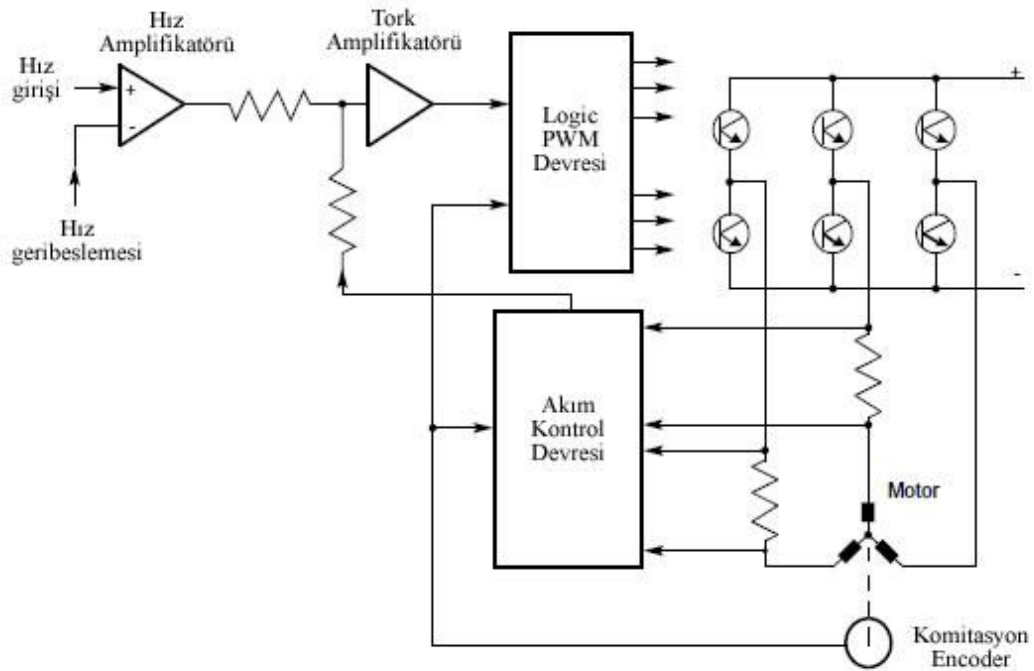 Hız
Amplifikatörü
Tork
Amplifikatörü
Hız
girişi
+
-
Hız
geribeslemesi
Logic
PWM
Devresi
+
-
Akım
Kontrol
Devresi
Motor
Komitasyon
Encoder